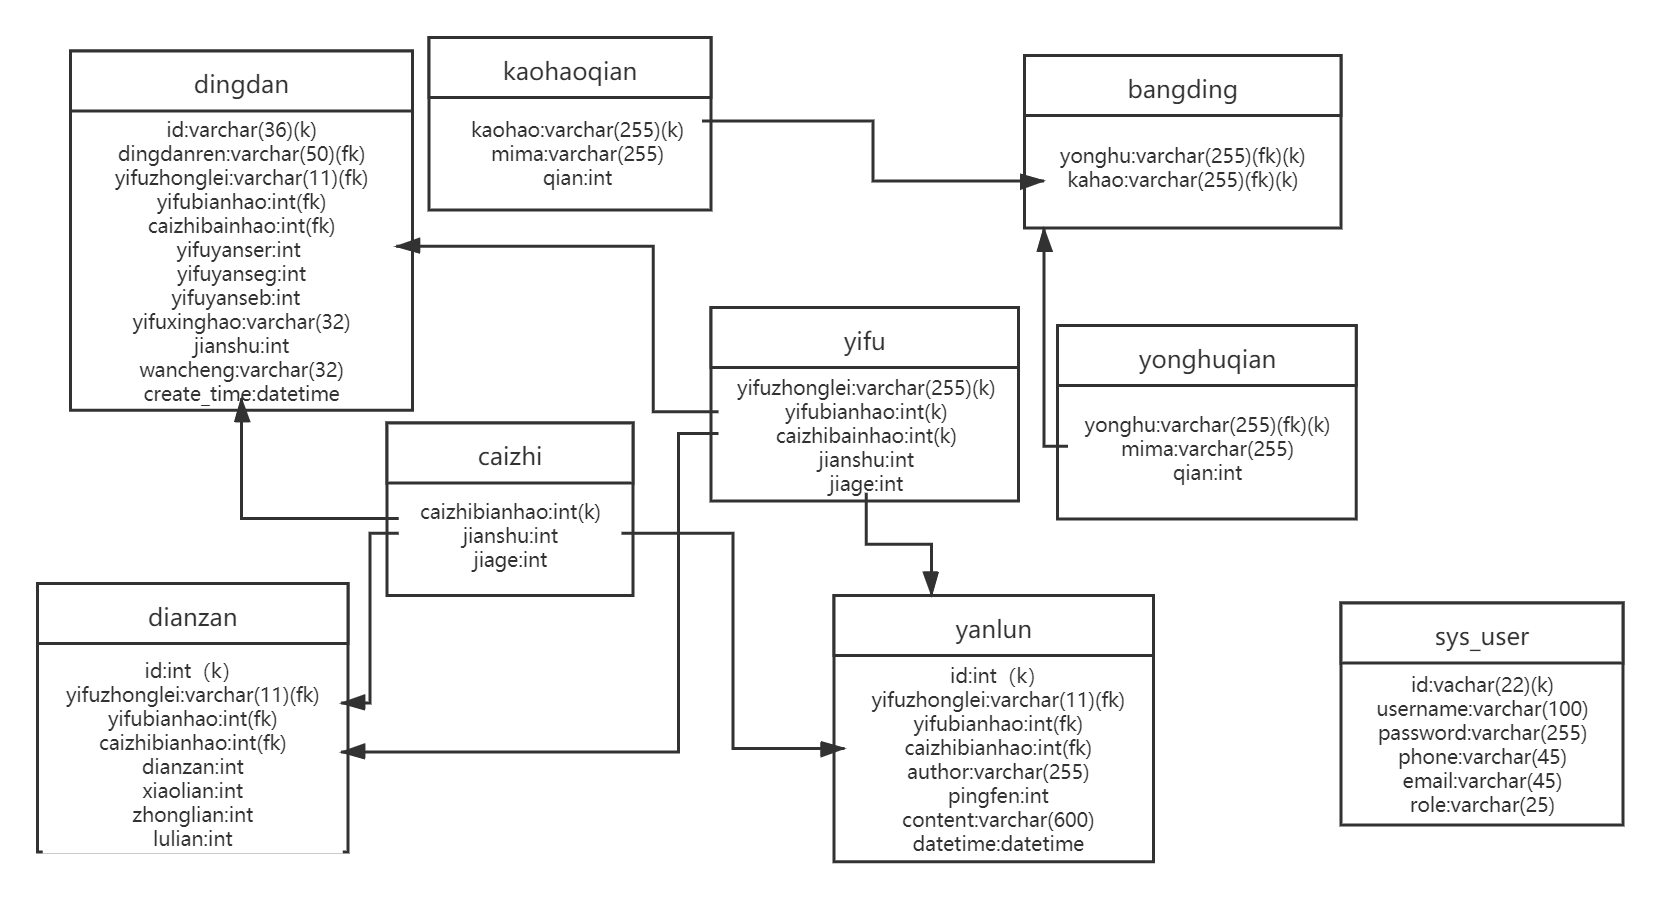 dingdan
id:varchar(36)(k)
dingdanren:varchar(50)(fk)
yifuzhonglei:varchar(11)(fk)
yifubianhao:int(fk)
caizhibainhao:int(fk)
yifuyanser:int
yifuyanseg:int
yifuyanseb:int
yifuxinghao:varchar(32)
jianshu:int
wancheng:varchar(32)
create_time:datetime
kaohaoqian
kaohao:varchar(255)(k)
mima:varchar(255)
qian:int
bangding
yonghu:varchar(255)(fk)(k)
kahao:varchar(255)(fk)(k)
yifu
yifuzhonglei:varchar(255)(k)
yifubianhao:int(k)
caizhibainhao:int(k)
jianshu:int
jiage:int
yonghuqian
yonghu:varchar(255)(fk)(k)
mima:varchar(255)
qian:int
caizhi
caizhibianhao:int(k)
jianshu:int
jiage:int
dianzan
id:int（k）
yifuzhonglei:varchar(11)(fk)
yifubianhao:int(fk)
caizhibianhao:int(fk)
dianzan:int
xiaolian:int
zhonglian:int
lulian:int
yanlun
id:int（k）
yifuzhonglei:varchar(11)(fk)
yifubianhao:int(fk)
caizhibianhao:int(fk)
author:varchar(255)
pingfen:int
content:varchar(600)
datetime:datetime
sys_user
id:vachar(22)(k)
username:varchar(100)
password:varchar(255)
phone:varchar(45)
email:varchar(45)
role:varchar(25)